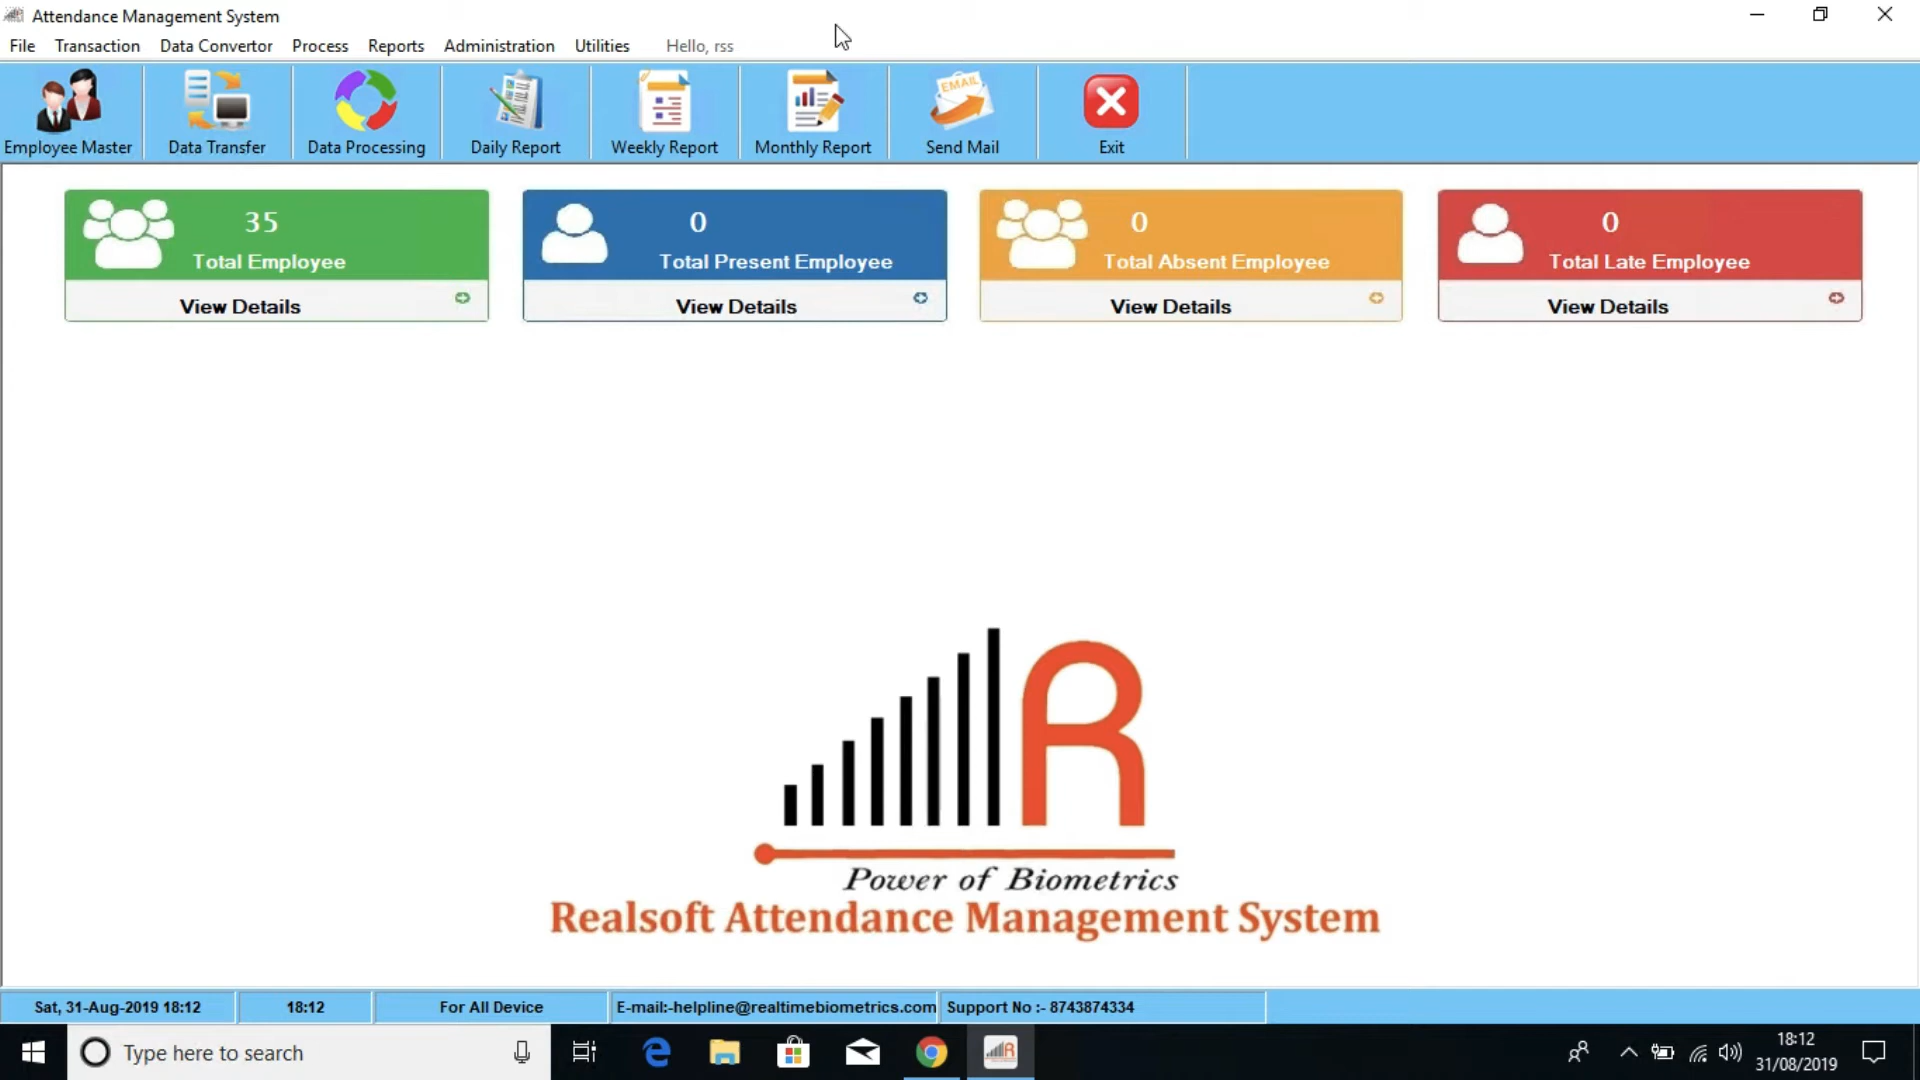 Attendance Management System
File Transaction Data Convertor Process Reports Administration Utilities Hello, rss
Employee Master Data Transfer Data Processing Daily Report Weekly Report Monthly Report Send Mail Exit
EMAIL
35 0 0 0
Total Employee Total Present Employee Total Absent Employee Total Late Employee
View Details View Details View Details View Details
R
Power of Biometrics
Realsoft Attendance Management System
Sat, 31-Aug-2019 18:12 18:12 For All Device E-mail:-helpline@realtimebiometrics.com Support No :- 8743874334
Type here to search
18:12
31/08/2019